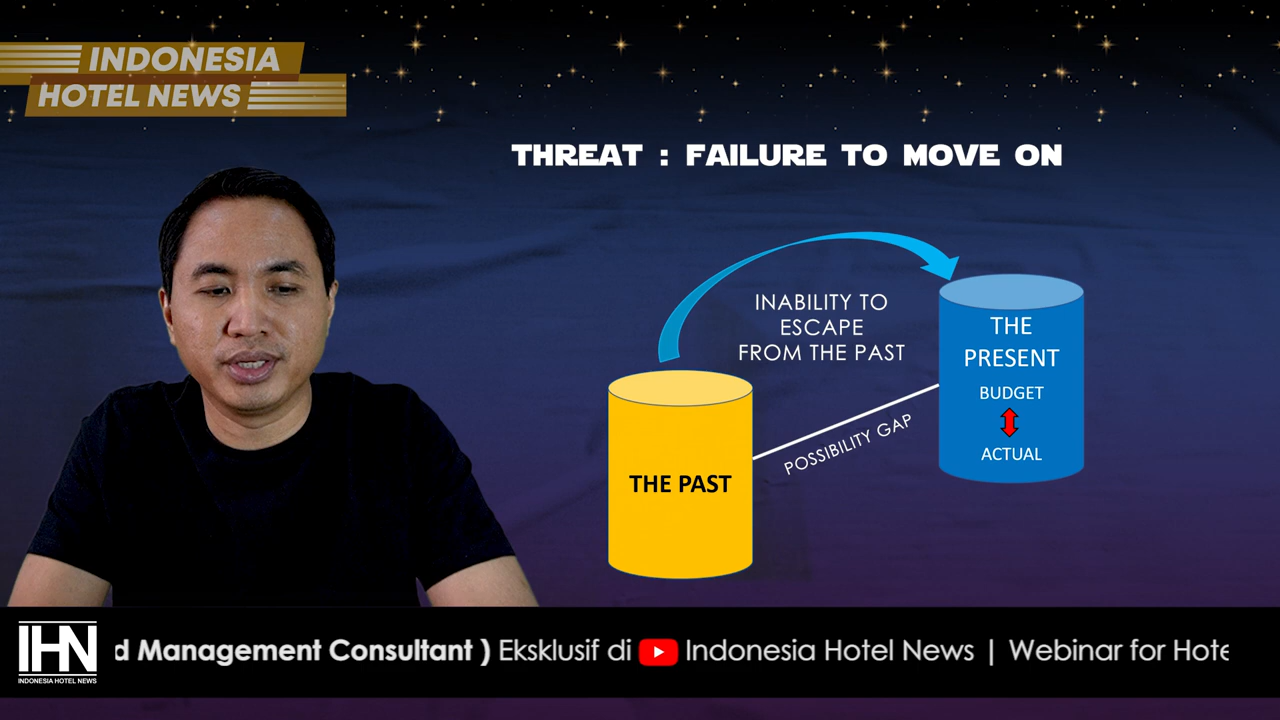 INDONESIA
HOTEL NEWS
THREAT : FAILURE TO MOVE ON
INABILITY TO
ESCAPE
FROM THE PAST
THE
PRESENT
BUDGET
ACTUAL
POSSIBILITY GAP
THE PAST
IHN
INDONESIA HOTEL NEWS
d Management Consultant ) Eksklusif di Indonesia Hotel News | Webinar for Hote